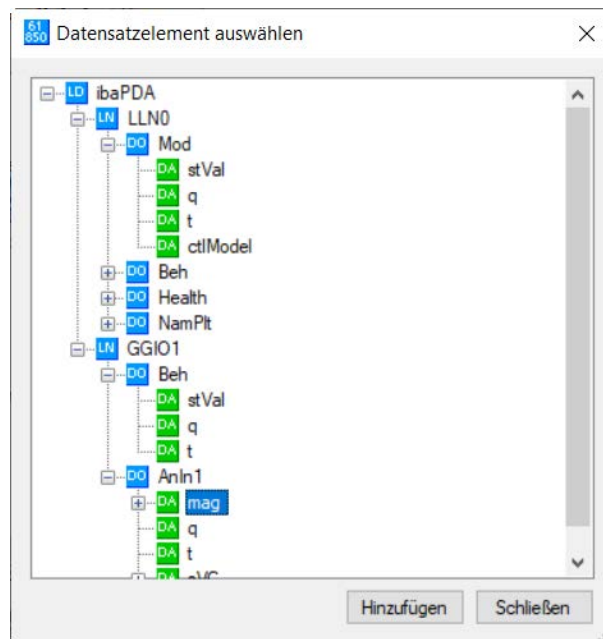 61 850 Datensatzelement auswählen
LD ibaPDA
LN LLN0
DO Mod
DA stVal
DA q
DA t
DA ctlModel
DO Beh
DO Health
DO NamPlt
LN GGIO1
DO Beh
DA stVal
DA q
DA t
DO AnIn1
DA mag
DA q
DA t
DA
Hinzufügen Schließen